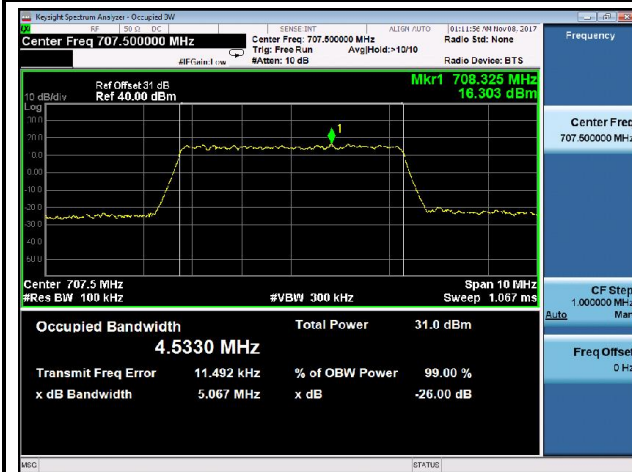 Keysight Spectrum Analyzer - Occupied BW
RF 50 Ω DC SENSE:INT ALIGN AUTO 01:11:56 AM Nov 08, 2017
Center Freq 707.500000 MHz
Center Freq: 707.500000 MHz
Radio Std: None
Trig: Free Run Avg|Hold:>10/10
#IFGain:Low #Atten: 10 dB Radio Device: BTS
Frequency
Mkr1 708.325 MHz
16.303 dBm
Ref Offset 31 dB
10 dB/div Ref 40.00 dBm
Log
30.0
1
10.0
0.00
-10.0
-20.0
-30.0
-40.0
Center 707.5 MHz Span 10 MHz
#Res BW 100 kHz #VBW 300 kHz Sweep 1.067 ms
Occupied Bandwidth Total Power 31.0 dBm
4.5330 MHz
Transmit Freq Error 11.492 kHz % of OBW Power 99.00 %
x dB Bandwidth 5.067 MHz x dB -26.00 dB
Center Freq
707.500000 MHz
CF Step
1.000000 MHz
Auto Man
Freq Offset
0 Hz
MSG STATUS